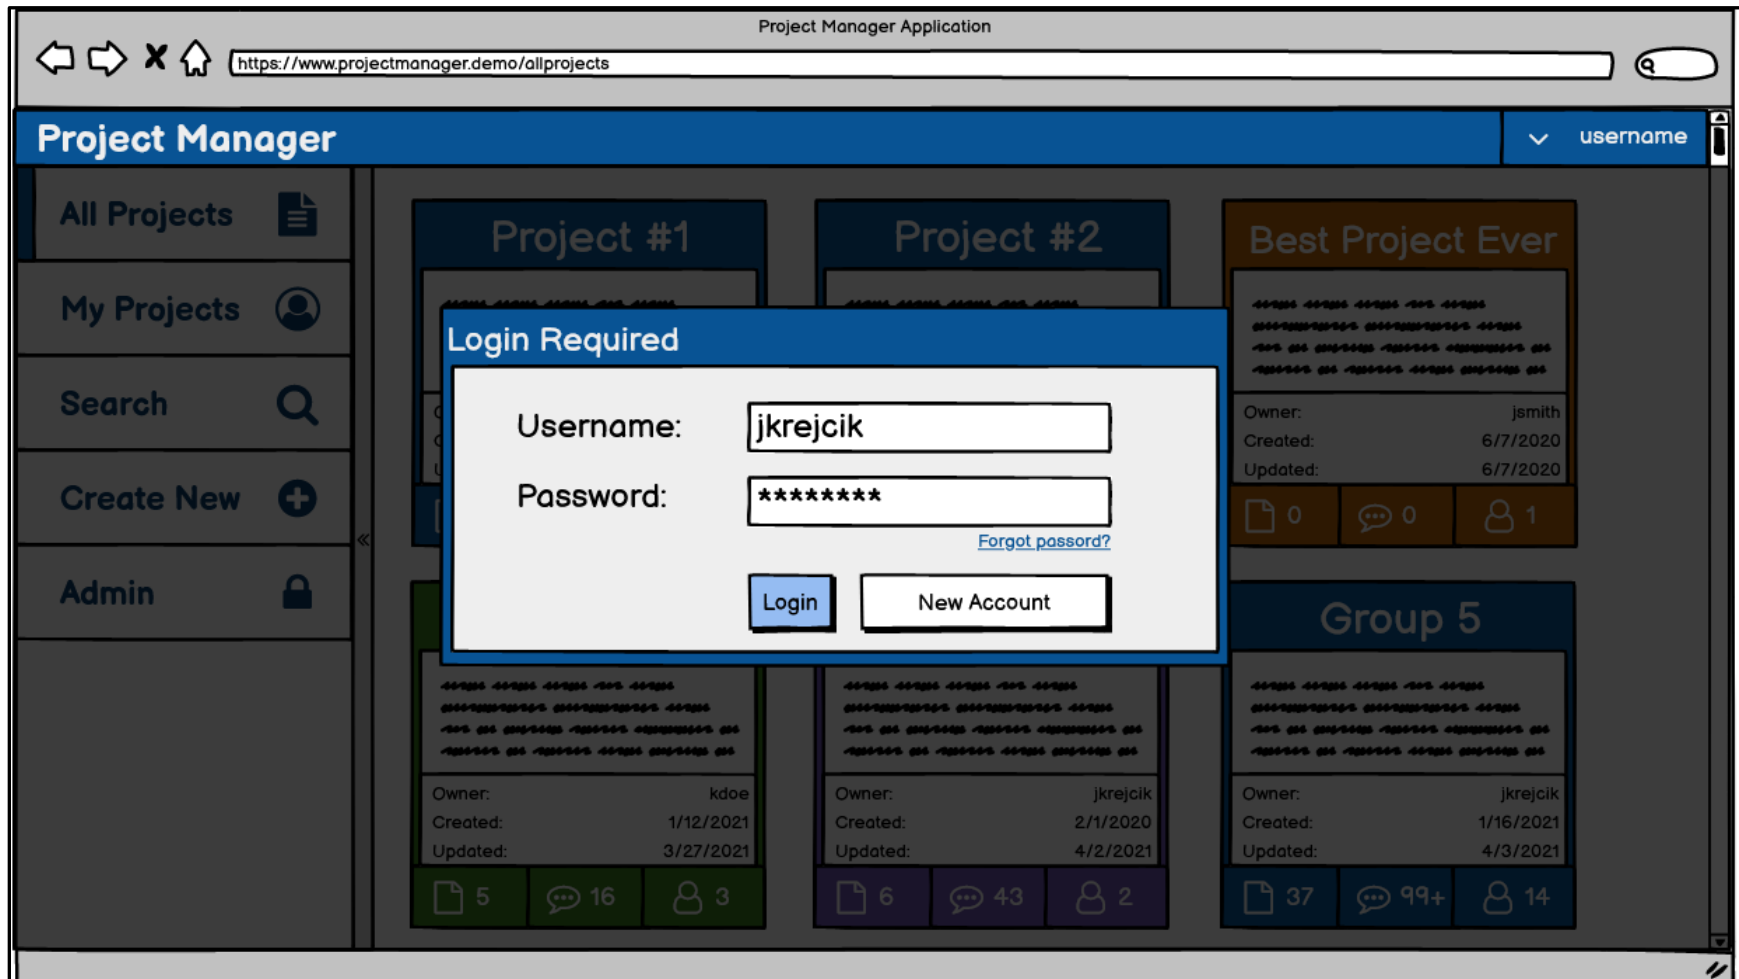 Project Manager Application
https://www.projectmanager.demo/allprojects
Project Manager
username
All Projects
My Projects
Search
Create New
Admin
«
Project #1
Project #2
Best Project Ever
Owner: jsmith
Created: 6/7/2020
Updated: 6/7/2020
0 0 1
Login Required
Username: jkrejcik
Password: ********
Forgot passord?
Login New Account
Group 5
Owner: kdoe
Created: 1/12/2021
Updated: 3/27/2021
5 16 3
Owner: jkrejcik
Created: 2/1/2020
Updated: 4/2/2021
6 43 2
Owner: jkrejcik
Created: 1/16/2021
Updated: 4/3/2021
37 99+ 14